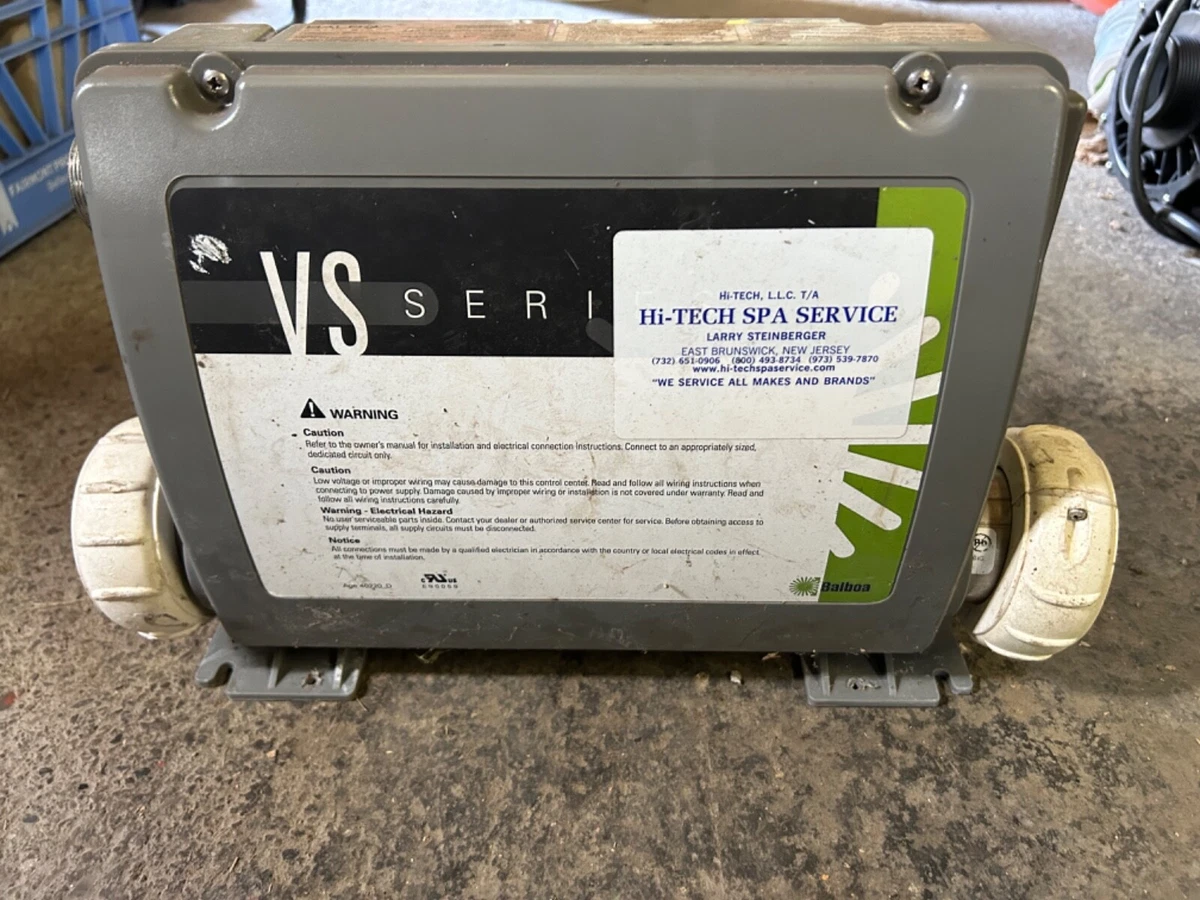 VS SERI
Hi-TECH, L.L.C. T/A
Hi-TECH SPA SERVICE
LARRY STEINBERGER
EAST BRUNSWICK, NEW JERSEY
(732) 651-0906 (800) 493-8734 (973) 539-7870
www.hi-techspaservice.com
"WE SERVICE ALL MAKES AND BRANDS"
WARNING
Caution
Refer to the owner's manual for installation and electrical connection instructions. Connect to an appropriately sized,
dedicated circuit only.
Caution
Low voltage or improper wiring may cause damage to this control center. Read and follow all wiring instructions when
connecting to power supply. Damage caused by improper wiring or installation is not covered under warranty. Read and
follow all wiring instructions carefully.
Warning - Electrical Hazard
No user serviceable parts inside. Contact your dealer or authorized service center for service. Before obtaining access to
supply terminals, all supply circuits must be disconnected.
Notice
All connections must be made by a qualified electrician in accordance with the country or local electrical codes in effect
at the time of installation.
Balboa